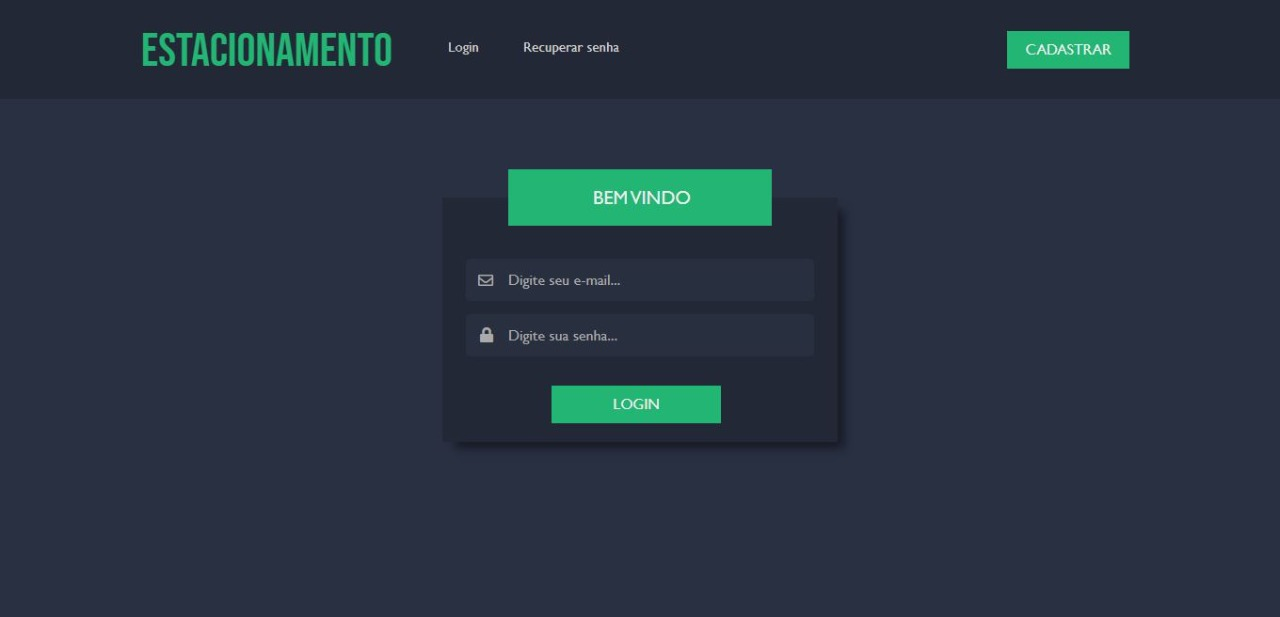 ESTACIONAMENTO
Login
Recuperar senha
CADASTRAR
BEM VINDO
Digite seu e-mail...
Digite sua senha...
LOGIN